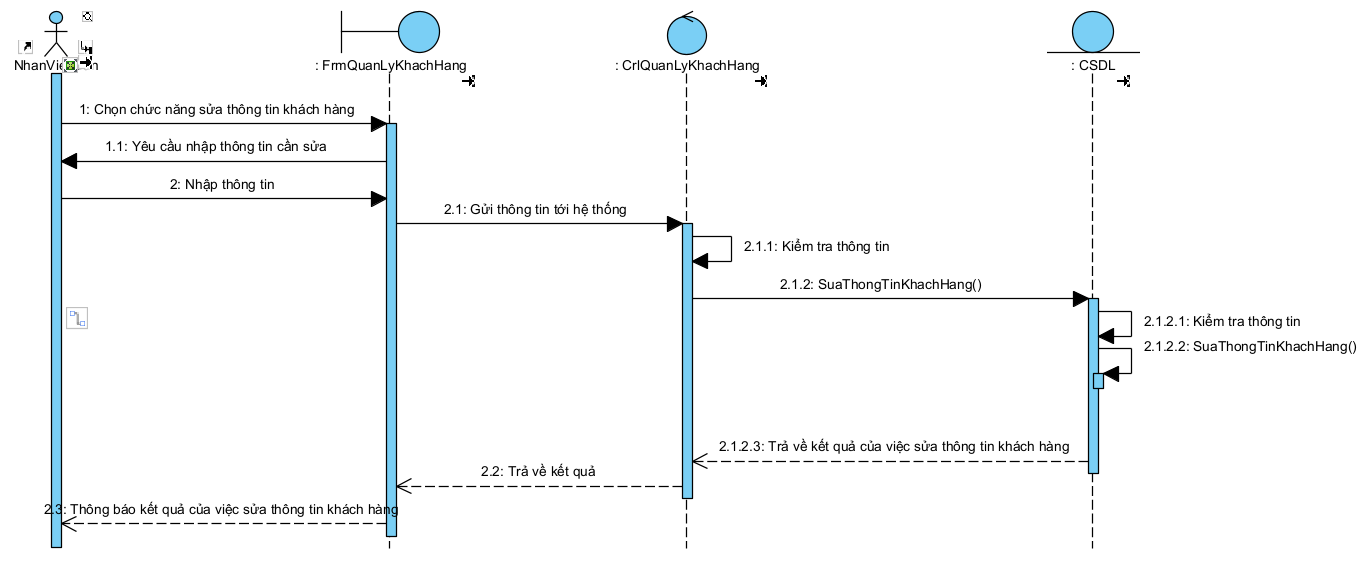 : FrmQuanLyKhachHang
: CrlQuanLyKhachHang
: CSDL
1: Chọn chức năng sửa thông tin khách hàng
1.1: Yêu cầu nhập thông tin cần sửa
2: Nhập thông tin
2.1: Gửi thông tin tới hệ thống
2.1.1: Kiểm tra thông tin
2.1.2: SuaThongTinKhachHang()
2.1.2.1: Kiểm tra thông tin
2.1.2.2: SuaThongTinKhachHang()
2.1.2.3: Trả về kết quả của việc sửa thông tin khách hàng
2.2: Trả về kết quả
2.3: Thông báo kết quả của việc sửa thông tin khách hàng